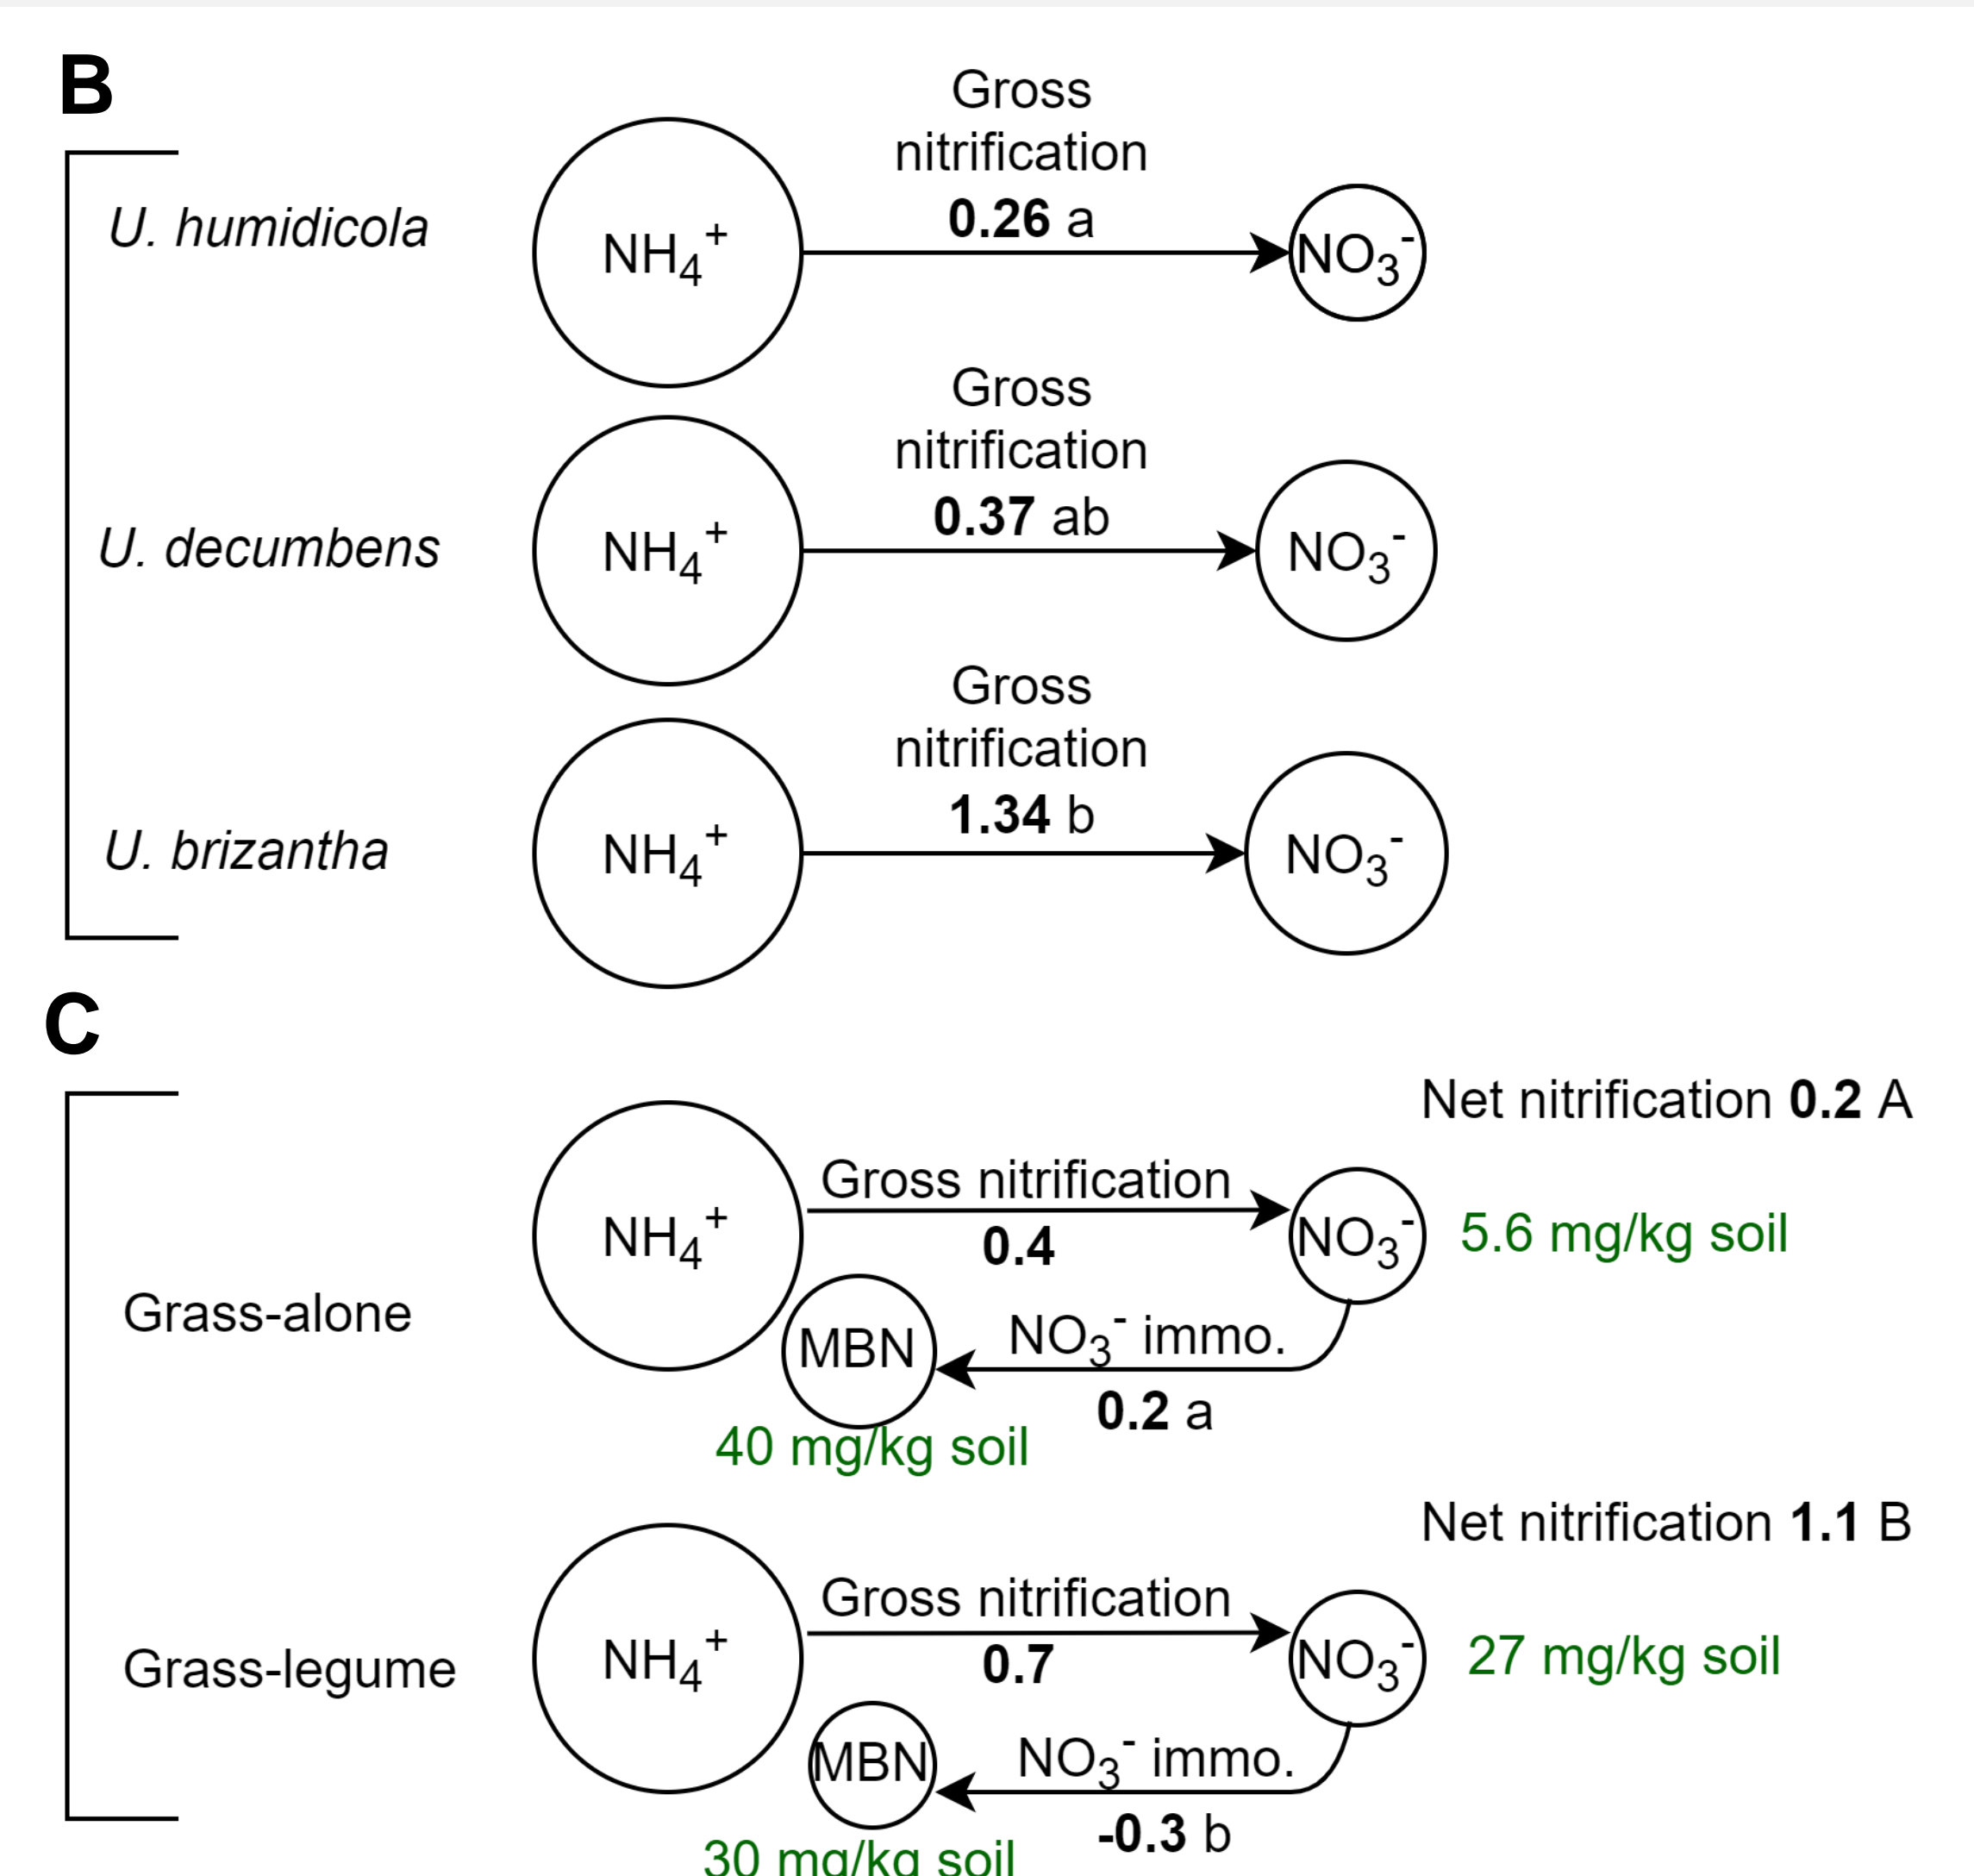 B
Gross
nitrification
0.26 a
U. humidicola
NH₄⁺
NO₃⁻
Gross
nitrification
0.37 ab
U. decumbens
NH₄⁺
NO₃⁻
Gross
nitrification
1.34 b
U. brizantha
NH₄⁺
NO₃⁻
C
Net nitrification 0.2 A
Gross nitrification
0.4
NH₄⁺
NO₃⁻
5.6 mg/kg soil
Grass-alone
MBN
NO₃⁻ immo.
0.2 a
40 mg/kg soil
Net nitrification 1.1 B
Gross nitrification
0.7
NH₄⁺
NO₃⁻
27 mg/kg soil
Grass-legume
MBN
NO₃⁻ immo.
-0.3 b
30 mg/kg soil